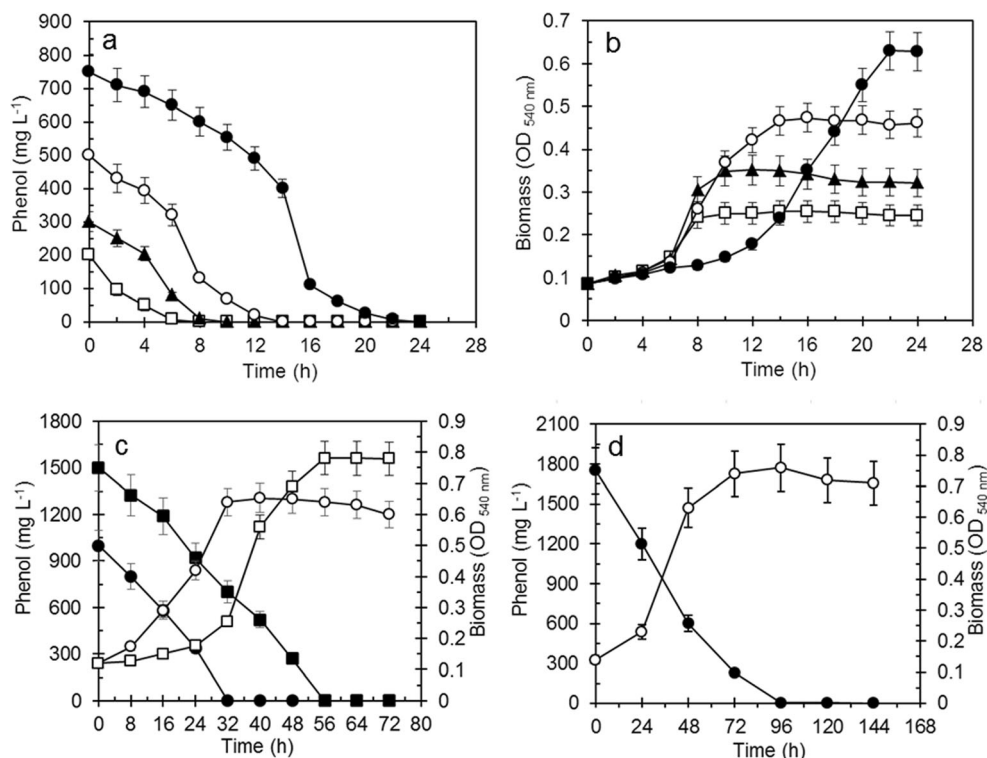 a
Phenol (mg L-1)
900
800
700
600
500
400
300
200
100
0
0 4 8 12 16 20 24 28
Time (h)
b
Biomass (OD 540 nm)
0.7
0.6
0.5
0.4
0.3
0.2
0.1
0
0 4 8 12 16 20 24 28
Time (h)
c
Phenol (mg L-1)
1800
1500
1200
900
600
300
0
0.9
0.8
0.7
0.6
0.5
0.4
0.3
0.2
0.1
0
Biomass (OD 540 nm)
0 8 16 24 32 40 48 56 64 72 80
Time (h)
d
Phenol (mg L-1)
2100
1800
1500
1200
900
600
300
0
0.9
0.8
0.7
0.6
0.5
0.4
0.3
0.2
0.1
0
Biomass (OD 540 nm)
0 24 48 72 96 120 144 168
Time (h)